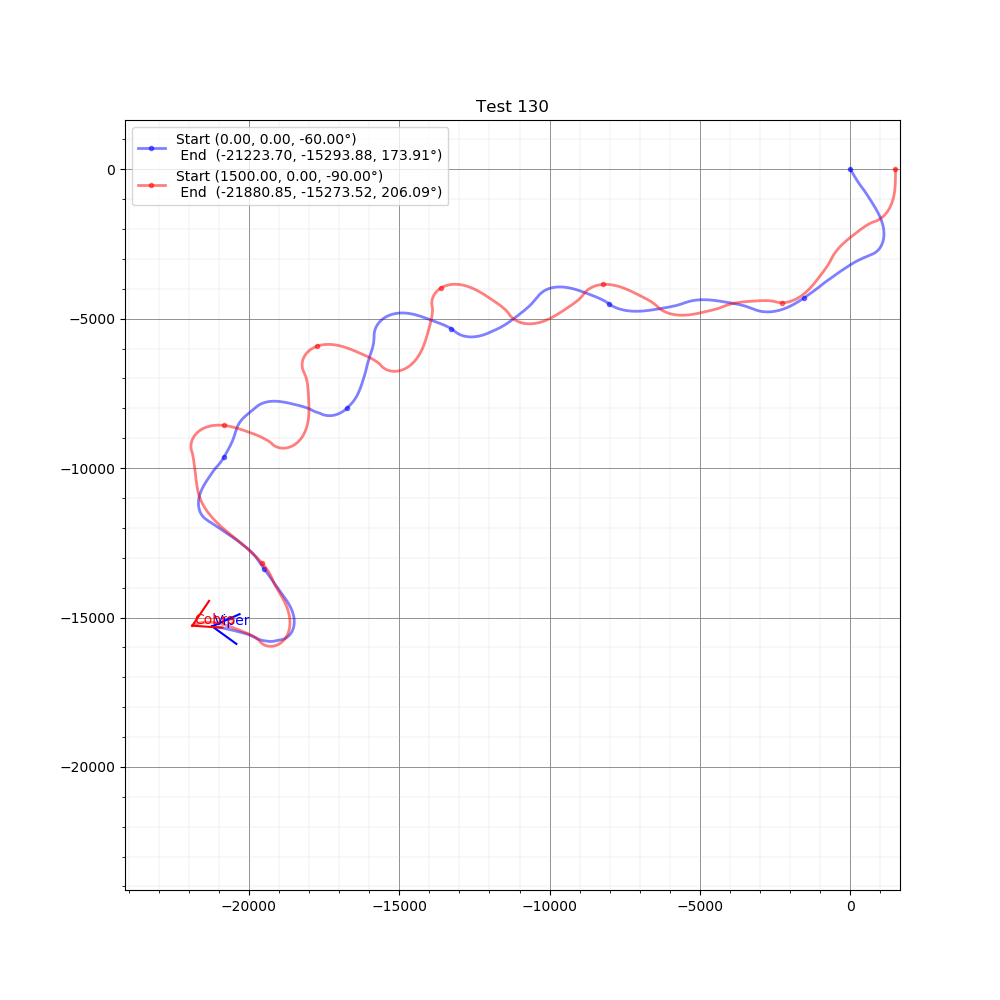 Test 130
Start (0.00, 0.00, -60.00°)
End (-21223.70, -15293.88, 173.91°)
Start (1500.00, 0.00, -90.00°)
End (-21880.85, -15273.52, 206.09°)
0
−5000
−10000
−15000
−20000
−20000
−15000
−10000
−5000
0